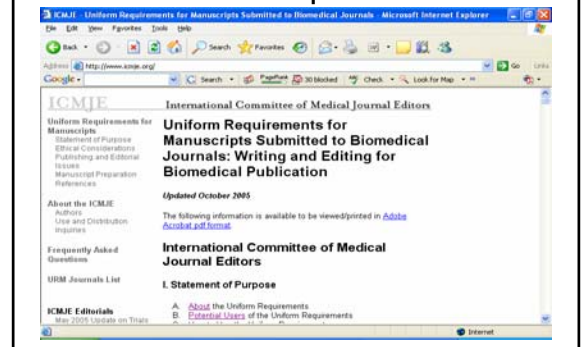 ICMJE - Uniform Requirements for Manuscripts Submitted to Biomedical Journals - Microsoft Internet Explorer
File Edit View Favorites Tools Help
Back Search Favorites
Address http://www.icmje.org/ Go Links
Google Search PageRank 30 blocked Check Look for Map
ICMJE
International Committee of Medical Journal Editors
Uniform Requirements for
Manuscripts
Statement of Purpose
Ethical Considerations
Publishing and Editorial
Issues
Manuscript Preparation
References
About the ICMJE
Authors
Use and Distribution
Inquiries
Frequently Asked
Questions
URM Journals List
ICMJE Editorials
May 2005 Update on Trials
Uniform Requirements for
Manuscripts Submitted to Biomedical
Journals: Writing and Editing for
Biomedical Publication
Updated October 2005
The following information is available to be viewed/printed in Adobe
Acrobat pdf format
International Committee of Medical
Journal Editors
I. Statement of Purpose
A. About the Uniform Requirements
B. Potential Users of the Uniform Requirements
Internet